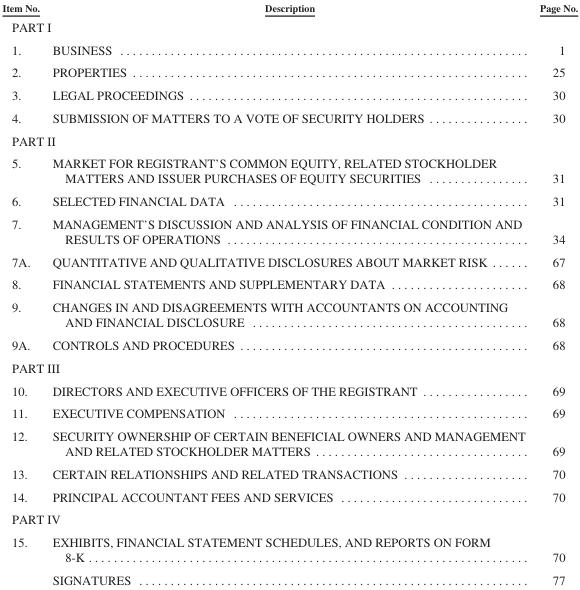 Item No. Description Page No.
PART I
1. BUSINESS ........................................................ 1
2. PROPERTIES ........................................................ 25
3. LEGAL PROCEEDINGS ........................................................ 30
4. SUBMISSION OF MATTERS TO A VOTE OF SECURITY HOLDERS ................ 30
PART II
5. MARKET FOR REGISTRANT'S COMMON EQUITY, RELATED STOCKHOLDER
MATTERS AND ISSUER PURCHASES OF EQUITY SECURITIES ................ 31
6. SELECTED FINANCIAL DATA ................................................ 31
7. MANAGEMENT'S DISCUSSION AND ANALYSIS OF FINANCIAL CONDITION AND
RESULTS OF OPERATIONS ................................................ 34
7A. QUANTITATIVE AND QUALITATIVE DISCLOSURES ABOUT MARKET RISK ...... 67
8. FINANCIAL STATEMENTS AND SUPPLEMENTARY DATA ...................... 68
9. CHANGES IN AND DISAGREEMENTS WITH ACCOUNTANTS ON ACCOUNTING
AND FINANCIAL DISCLOSURE ............................................ 68
9A. CONTROLS AND PROCEDURES ................................................ 68
PART III
10. DIRECTORS AND EXECUTIVE OFFICERS OF THE REGISTRANT ................. 69
11. EXECUTIVE COMPENSATION ................................................ 69
12. SECURITY OWNERSHIP OF CERTAIN BENEFICIAL OWNERS AND MANAGEMENT
AND RELATED STOCKHOLDER MATTERS ................................... 69
13. CERTAIN RELATIONSHIPS AND RELATED TRANSACTIONS .................... 70
14. PRINCIPAL ACCOUNTANT FEES AND SERVICES ............................. 70
PART IV
15. EXHIBITS, FINANCIAL STATEMENT SCHEDULES, AND REPORTS ON FORM
8-K ................................................................ 70
SIGNATURES ........................................................ 77